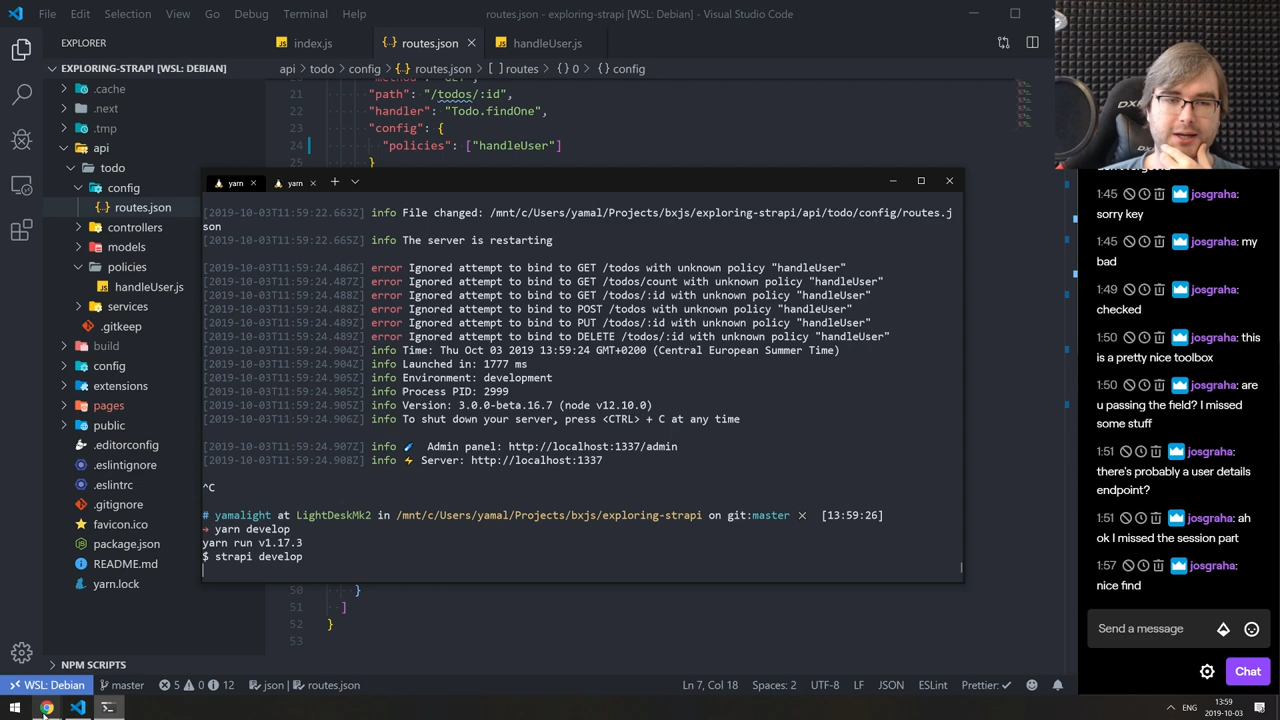 File Edit Selection View Go Debug Terminal Help
routes.json - exploring-strapi [WSL: Debian] - Visual Studio Code
EXPLORER
index.js
routes.json
handleUser.js
EXPLORING-STRAPI [WSL: DEBIAN]
api todo config routes.json routes 0 config
.cache
.next
.tmp
api
todo
config
routes.json
controllers
models
policies
handleUser.js
services
.gitkeep
build
config
extensions
pages
public
.editorconfig
.eslintignore
.eslintrc
.gitignore
favicon.ico
package.json
README.md
yarn.lock
NPM SCRIPTS
21 "path": "/todos/:id",
22 "handler": "Todo.findOne",
23 "config": {
24 "policies": ["handleUser"]
25 }
yarn
yarn
[2019-10-03T11:59:22.663Z] info File changed: /mnt/c/Users/yamal/Projects/bxjs/exploring-strapi/api/todo/config/routes.j
son
[2019-10-03T11:59:22.665Z] info The server is restarting
[2019-10-03T11:59:24.486Z] error Ignored attempt to bind to GET /todos with unknown policy "handleUser"
[2019-10-03T11:59:24.487Z] error Ignored attempt to bind to GET /todos/count with unknown policy "handleUser"
[2019-10-03T11:59:24.488Z] error Ignored attempt to bind to GET /todos/:id with unknown policy "handleUser"
[2019-10-03T11:59:24.488Z] error Ignored attempt to bind to POST /todos with unknown policy "handleUser"
[2019-10-03T11:59:24.489Z] error Ignored attempt to bind to PUT /todos/:id with unknown policy "handleUser"
[2019-10-03T11:59:24.489Z] error Ignored attempt to bind to DELETE /todos/:id with unknown policy "handleUser"
[2019-10-03T11:59:24.904Z] info Time: Thu Oct 03 2019 13:59:24 GMT+0200 (Central European Summer Time)
[2019-10-03T11:59:24.904Z] info Launched in: 1777 ms
[2019-10-03T11:59:24.905Z] info Environment: development
[2019-10-03T11:59:24.905Z] info Process PID: 2999
[2019-10-03T11:59:24.905Z] info Version: 3.0.0-beta.16.7 (node v12.10.0)
[2019-10-03T11:59:24.906Z] info To shut down your server, press <CTRL> + C at any time
[2019-10-03T11:59:24.907Z] info Admin panel: http://localhost:1337/admin
[2019-10-03T11:59:24.908Z] info ⚡ Server: http://localhost:1337
^C
# yamalight at LightDeskMk2 in /mnt/c/Users/yamal/Projects/bxjs/exploring-strapi on git:master ✕ [13:59:26]
→ yarn develop
yarn run v1.17.3
$ strapi develop
50 }
51 ]
52 }
53
1:45 josgraha:
sorry key
1:45 josgraha: my
bad
1:49 josgraha:
checked
1:50 josgraha: this
is a pretty nice toolbox
1:50 josgraha: are
u passing the field? I missed
some stuff
1:51 josgraha:
there's probably a user details
endpoint?
1:51 josgraha: ah
ok I missed the session part
1:57 josgraha:
nice find
Send a message
Chat
WSL: Debian master 5 0 12 json | routes.json
Ln 7, Col 18 Spaces: 2 UTF-8 LF JSON ESLint Prettier: ✓
ENG
13:59
2019-10-03